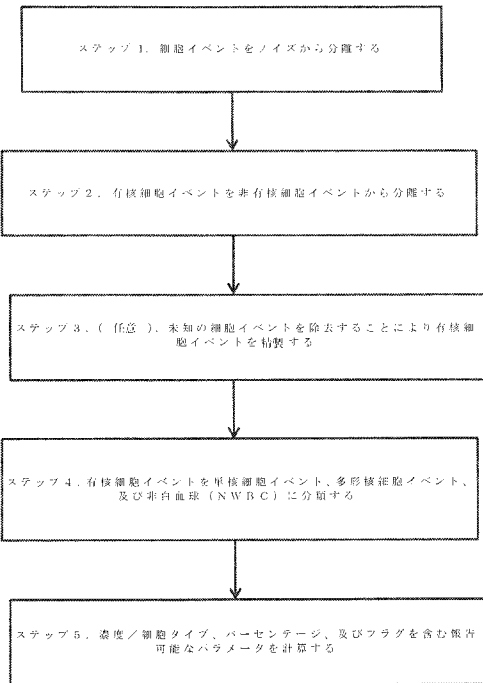 ステップ1. 細胞イベントをノイズから分離する
ステップ2. 有核細胞イベントを非有核細胞イベントから分離する
ステップ3.( 任意 ). 未知の細胞イベントを除去することにより有核細
胞イベントを精製する
ステップ4.有核細胞イベントを単核細胞イベント、多形核細胞イベント、
及び非白血球(NWBC)に分類する
ステップ5. 濃度/細胞タイプ、パーセンテージ、及びフラグを含む報告
可能なパラメータを計算する